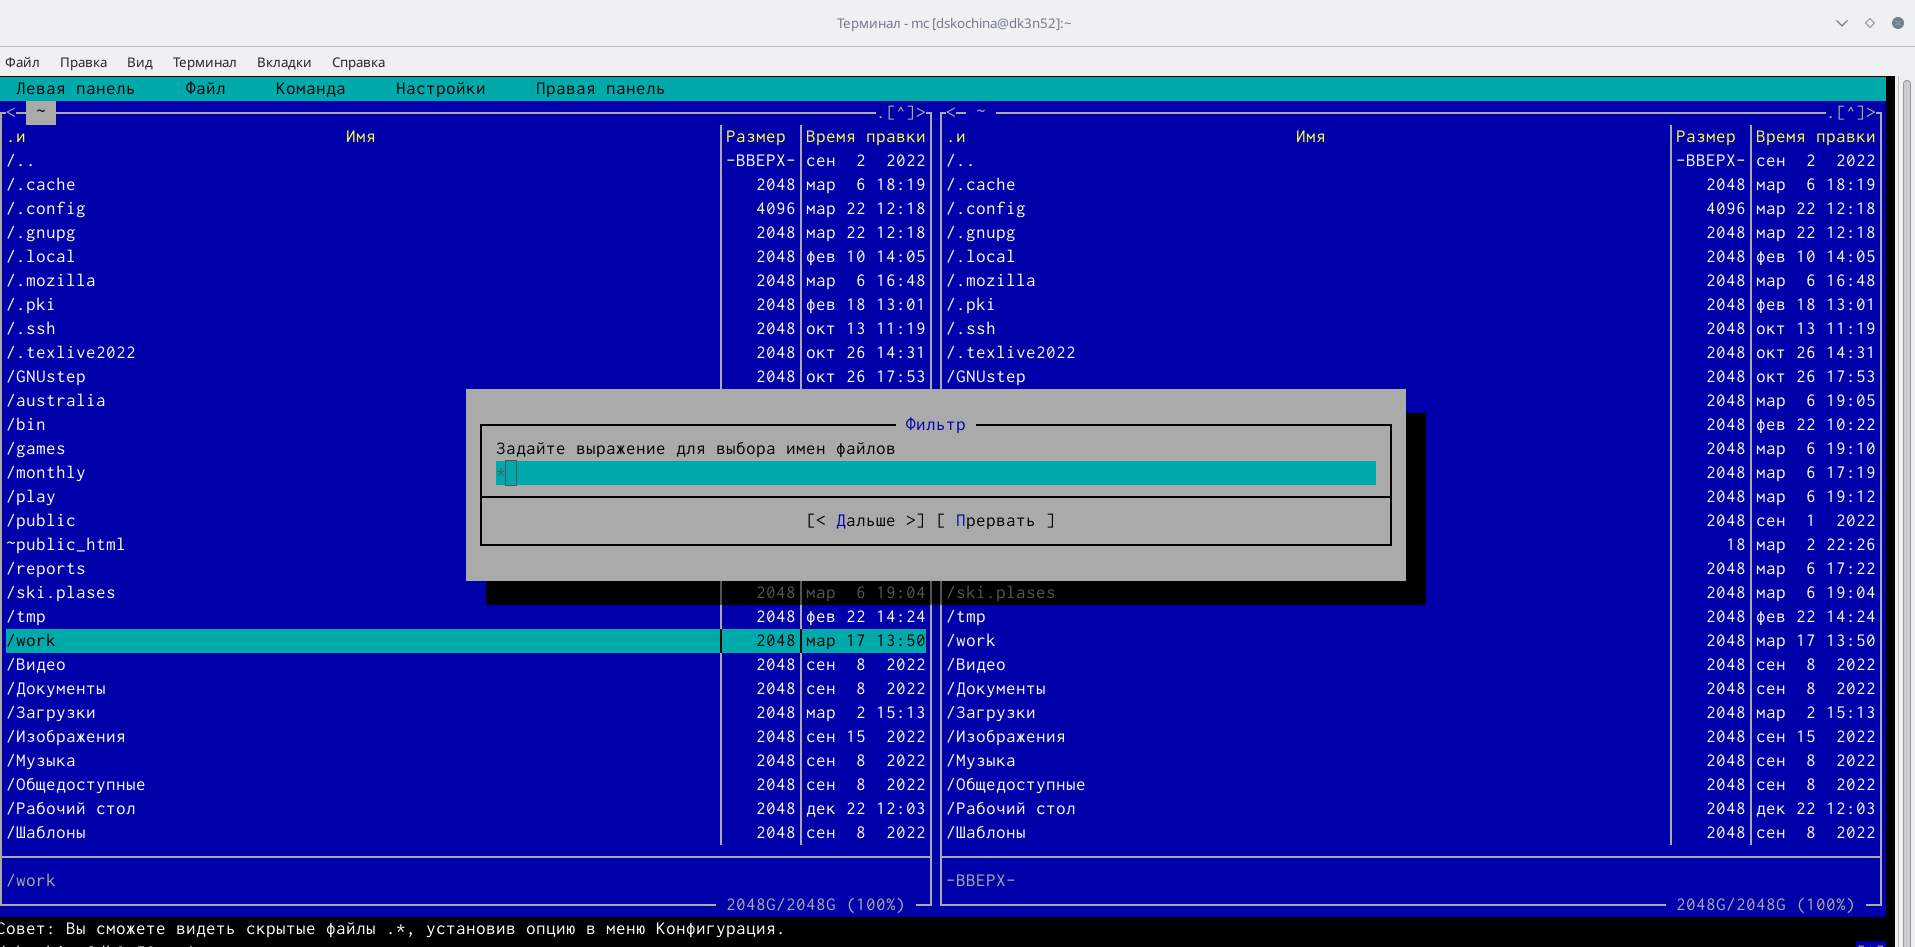 Терминал - mc [dskochina@dk3n52]:~
Файл Правка Вид Терминал Вкладки Справка
Левая панель Файл Команда Настройки Правая панель
<- ~ .[^]> <- ~ .[^]>
.и Имя Размер Время правки .и Имя Размер Время правки
/.. -ВВЕРХ- сен 2 2022 /.. -ВВЕРХ- сен 2 2022
/.cache 2048 мар 6 18:19 /.cache 2048 мар 6 18:19
/.config 4096 мар 22 12:18 /.config 4096 мар 22 12:18
/.gnupg 2048 мар 22 12:18 /.gnupg 2048 мар 22 12:18
/.local 2048 фев 10 14:05 /.local 2048 фев 10 14:05
/.mozilla 2048 мар 6 16:48 /.mozilla 2048 мар 6 16:48
/.pki 2048 фев 18 13:01 /.pki 2048 фев 18 13:01
/.ssh 2048 окт 13 11:19 /.ssh 2048 окт 13 11:19
/.texlive2022 2048 окт 26 14:31 /.texlive2022 2048 окт 26 14:31
/GNUstep 2048 окт 26 17:53 /GNUstep 2048 окт 26 17:53
/australia 2048 мар 6 19:05
/bin Фильтр 2048 фев 22 10:22
/games Задайте выражение для выбора имен файлов 2048 мар 6 19:10
/monthly * 2048 мар 6 17:19
/play 2048 мар 6 19:12
/public [< Дальше >] [ Прервать ] 2048 сен 1 2022
~public_html 18 мар 2 22:26
/reports 2048 мар 6 17:22
/ski.plases 2048 мар 6 19:04 /ski.plases 2048 мар 6 19:04
/tmp 2048 фев 22 14:24 /tmp 2048 фев 22 14:24
/work 2048 мар 17 13:50 /work 2048 мар 17 13:50
/Видео 2048 сен 8 2022 /Видео 2048 сен 8 2022
/Документы 2048 сен 8 2022 /Документы 2048 сен 8 2022
/Загрузки 2048 мар 2 15:13 /Загрузки 2048 мар 2 15:13
/Изображения 2048 сен 15 2022 /Изображения 2048 сен 15 2022
/Музыка 2048 сен 8 2022 /Музыка 2048 сен 8 2022
/Общедоступные 2048 сен 8 2022 /Общедоступные 2048 сен 8 2022
/Рабочий стол 2048 дек 22 12:03 /Рабочий стол 2048 дек 22 12:03
/Шаблоны 2048 сен 8 2022 /Шаблоны 2048 сен 8 2022
/work -ВВЕРХ-
2048G/2048G (100%) 2048G/2048G (100%)
Совет: Вы сможете видеть скрытые файлы .*, установив опцию в меню Конфигурация.